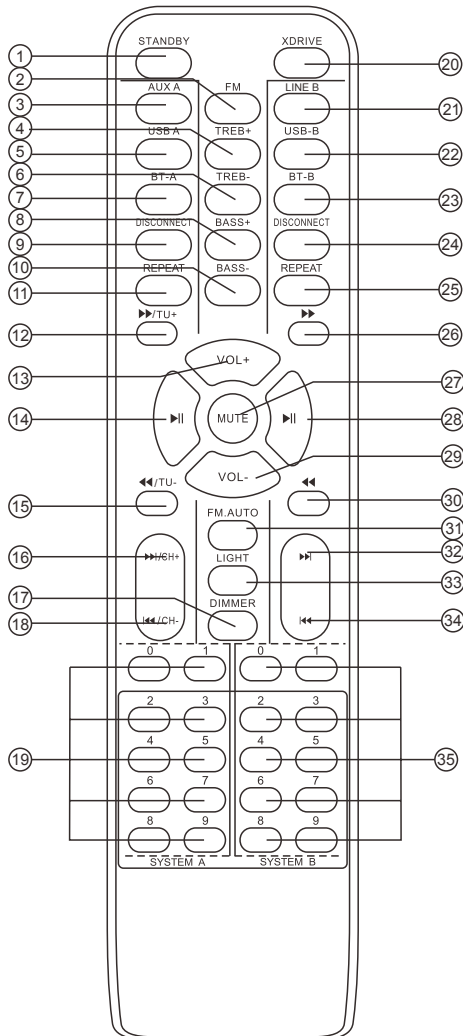 1 STANDBY XDRIVE 20
2 FM
3 AUX A LINE B 21
4 TREB+
5 USB A USB-B 22
6 TREB-
7 BT-A BT-B 23
8 BASS+
9 DISCONNECT DISCONNECT 24
10 BASS-
11 REPEAT REPEAT 25
12 ▶▶/TU+ ▶▶ 26
13 VOL+
14 ▶II MUTE 27 ▶II 28
VOL- 29
15 ◀◀/TU- ◀◀ 30
FM.AUTO 31
16 ▶▶I/CH+ ▶▶I 32
LIGHT 33
17 DIMMER
18 I◀◀/CH- I◀◀ 34
0 1 0 1
2 3 2 3
19 4 5 4 5 35
6 7 6 7
8 9 8 9
SYSTEM A SYSTEM B